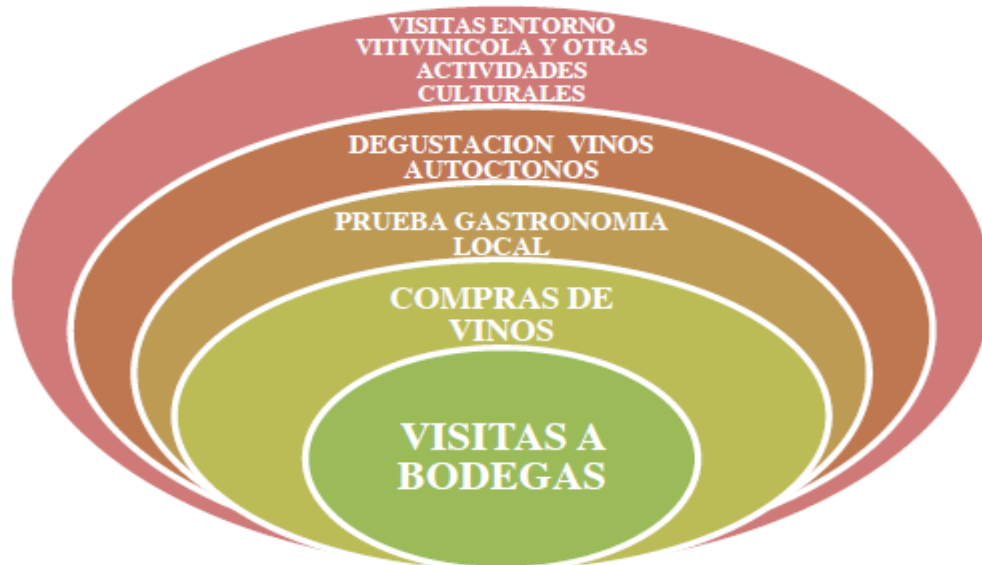 VISITAS ENTORNO
VITIVINICOLA Y OTRAS
ACTIVIDADES
CULTURALES
DEGUSTACION VINOS
AUTOCTONOS
PRUEBA GASTRONOMIA
LOCAL
COMPRAS DE
VINOS
VISITAS A
BODEGAS